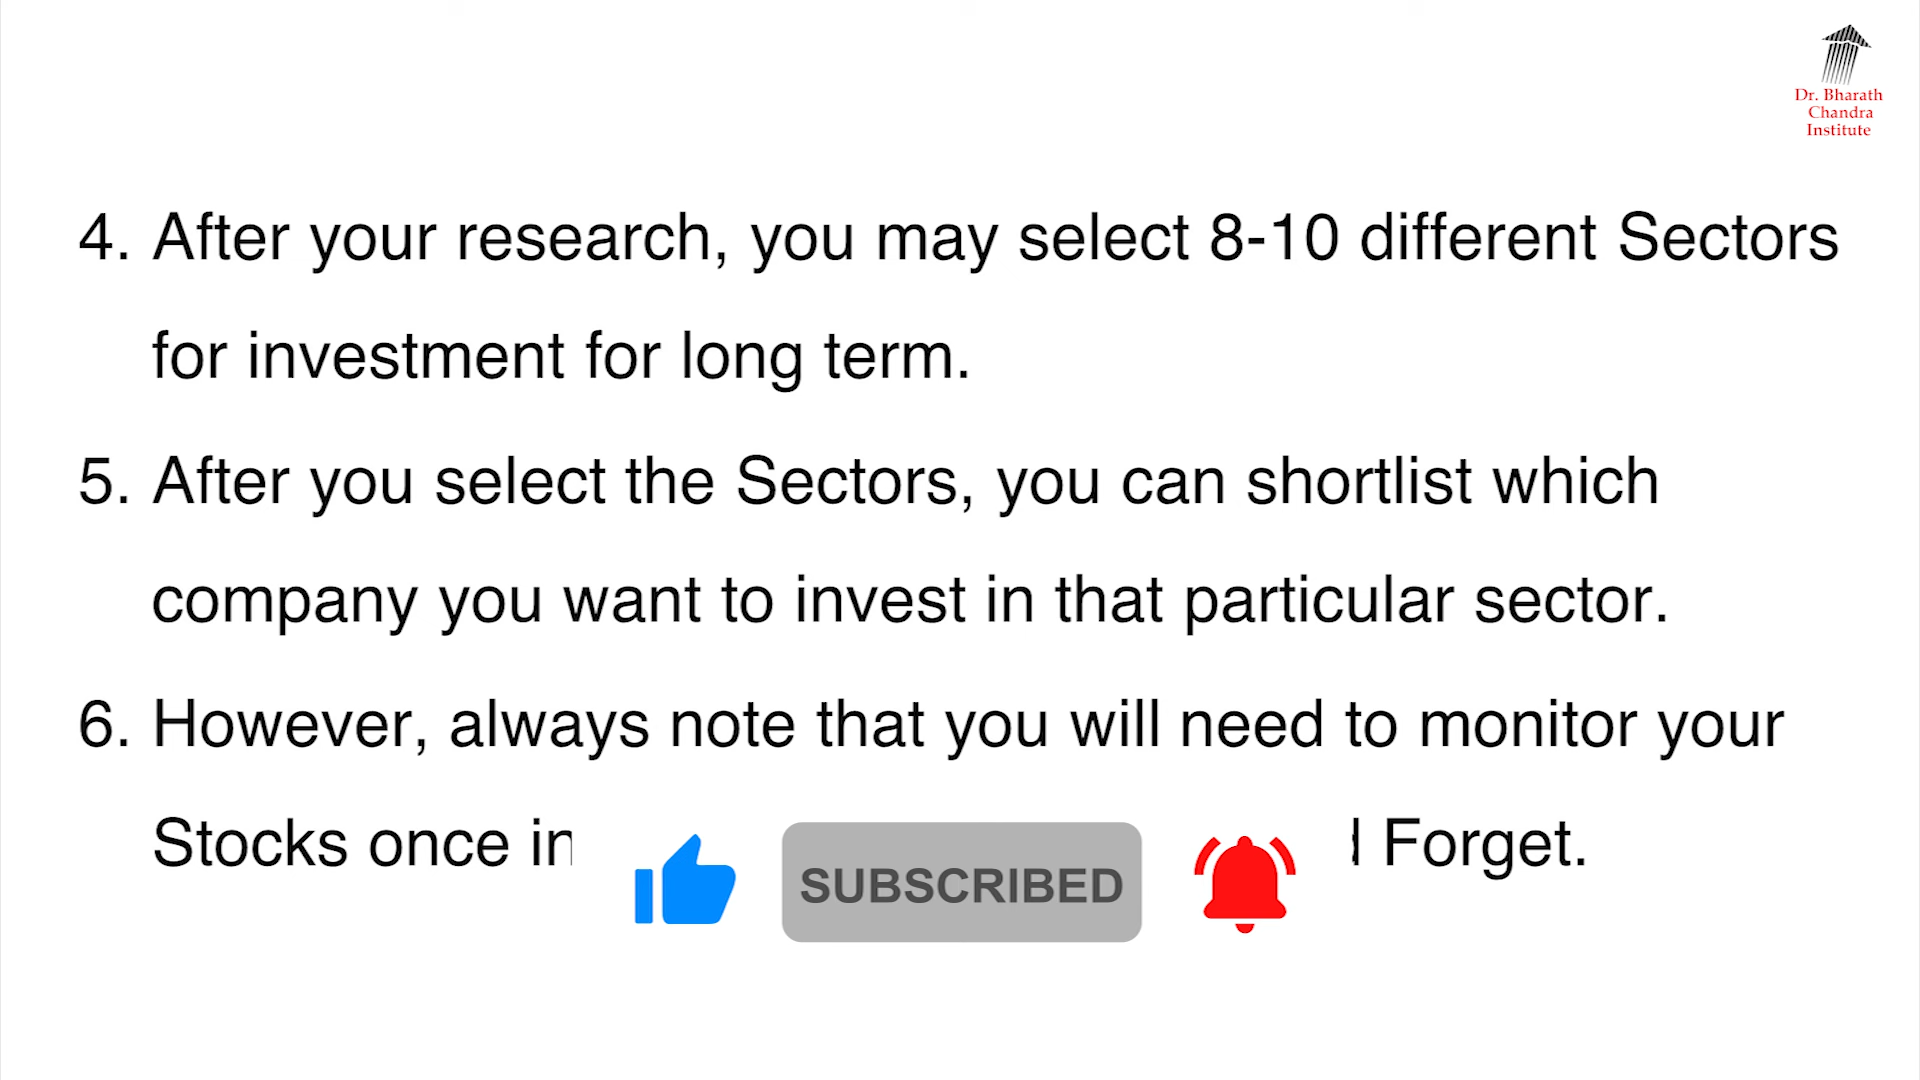 Dr. Bharath
Chandra
Institute
4. After your research, you may select 8-10 different Sectors
for investment for long term.
5. After you select the Sectors, you can shortlist which
company you want to invest in that particular sector.
6. However, always note that you will need to monitor your
Stocks once in Forget.
SUBSCRIBED